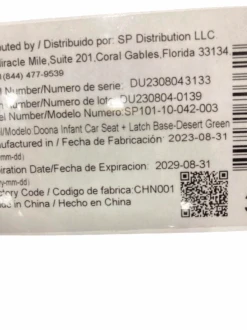 uted by / Distribuido por: SP Distribution LLC
iracle Mile,Suite 201,Coral Gables,Florida 33134
(844) 477-9539
l Number/Numero de serie: DU2308043133
Number/Numero de lote: DU230804-0139
el Number/Modelo Numero:SP101-10-042-003
l/Modelo Doona Infant Car Seat + Latch Base-Desert Green
nufactured in / Fecha de Fabricación: 2023-08-31
mm-dd)
iration Date/Fecha de Expiracion: 2029-08-31
y-mm-dd)
tory Code / Codigo de fabrica:CHN001
de in China / Hecho en China